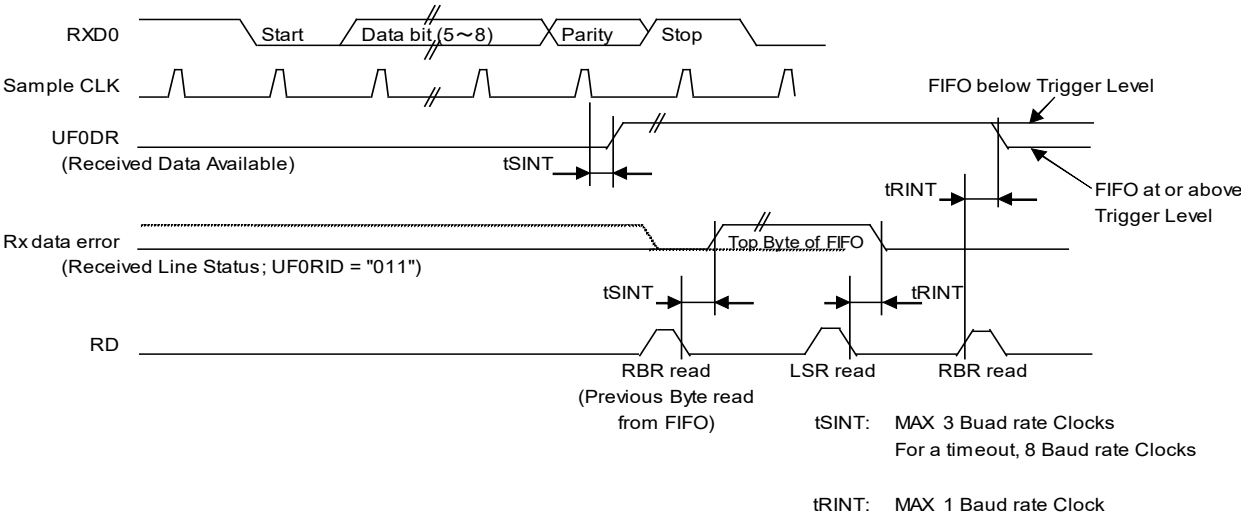 RXD0
Start
Data bit (5～8)
Parity
Stop
Sample CLK
FIFO below Trigger Level
UF0DR
(Received Data Available)
tSINT
tRINT
FIFO at or above
Trigger Level
Rx data error
Top Byte of FIFO
(Received Line Status; UF0RID = "011")
tSINT
tRINT
RD
RBR read
LSR read
RBR read
(Previous Byte read
from FIFO)
tSINT: MAX 3 Buad rate Clocks
For a timeout, 8 Baud rate Clocks
tRINT: MAX 1 Baud rate Clock